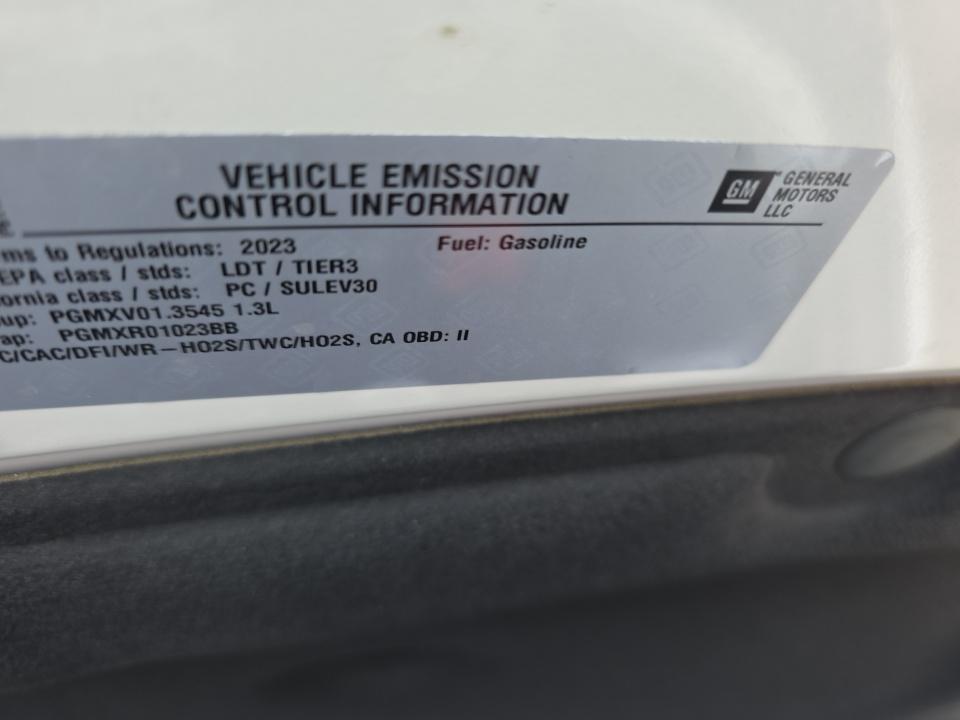 VEHICLE EMISSION
CONTROL INFORMATION
GM GENERAL
MOTORS
LLC
rms to Regulations: 2023 Fuel: Gasoline
EPA class / stds: LDT / TIER3
ornia class / stds: PC / SULEV30
up: PGMXV01.3545 1.3L
ap: PGMXR01023BB
C/CAC/DFI/WR-HO2S/TWC/HO2S, CA OBD: II